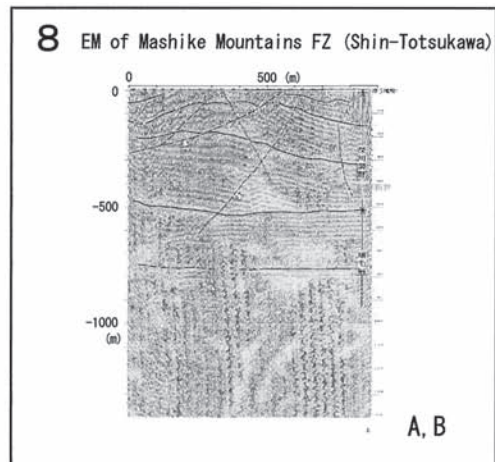 8 EM of Mashike Mountains FZ (Shin-Totsukawa)
0 500 (m)
0
-500
-1000
(m)
A, B